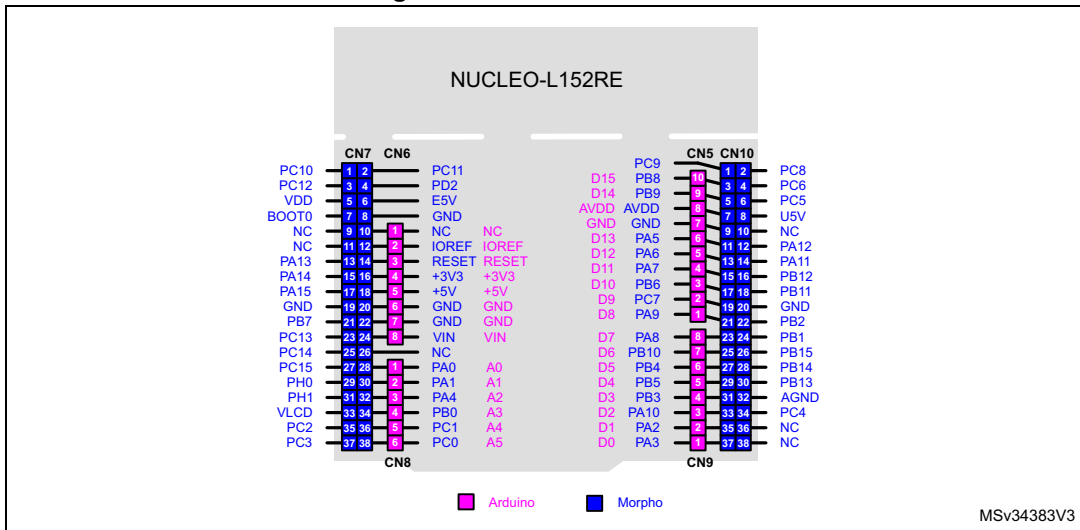 NUCLEO-L152RE
CN7 CN6 CN5 CN10
PC9
PC10 1 2 PC11 1 2 PC8
PC12 3 4 PD2 D15 PB8 10 3 4 PC6
VDD 5 6 E5V D14 PB9 9 5 6 PC5
BOOT0 7 8 GND AVDD AVDD 8 7 8 U5V
NC 9 10 1 NC NC GND GND 7 9 10 NC
NC 11 12 2 IOREF IOREF D13 PA5 6 11 12 PA12
PA13 13 14 3 RESET RESET D12 PA6 5 13 14 PA11
PA14 15 16 4 +3V3 +3V3 D11 PA7 4 15 16 PB12
PA15 17 18 5 +5V +5V D10 PB6 3 17 18 PB11
GND 19 20 6 GND GND D9 PC7 2 19 20 GND
PB7 21 22 7 GND GND D8 PA9 1 21 22 PB2
PC13 23 24 8 VIN VIN D7 PA8 8 23 24 PB1
PC14 25 26 NC D6 PB10 7 25 26 PB15
PC15 27 28 1 PA0 A0 D5 PB4 6 27 28 PB14
PH0 29 30 2 PA1 A1 D4 PB5 5 29 30 PB13
PH1 31 32 3 PA4 A2 D3 PB3 4 31 32 AGND
VLCD 33 34 4 PB0 A3 D2 PA10 3 33 34 PC4
PC2 35 36 5 PC1 A4 D1 PA2 2 35 36 NC
PC3 37 38 6 PC0 A5 D0 PA3 1 37 38 NC
CN8 CN9
Arduino Morpho
MSv34383V3